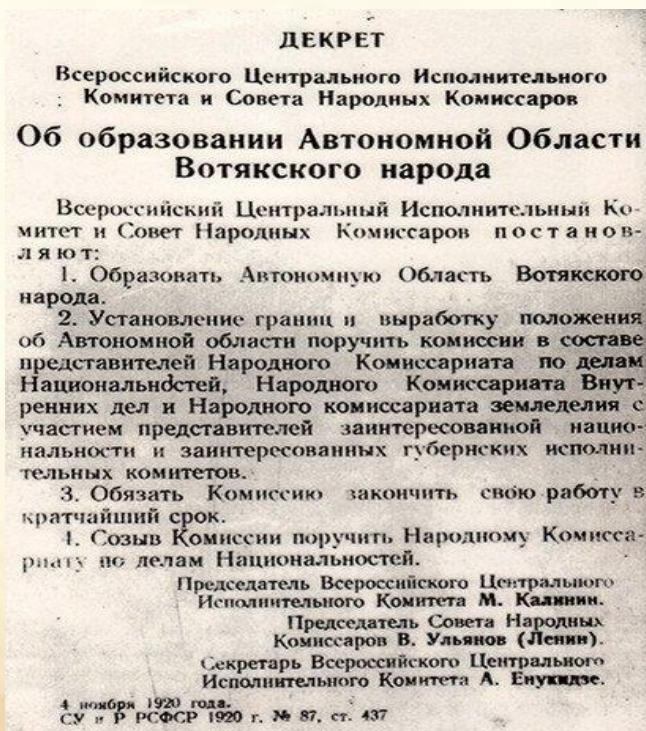 ДЕКРЕТ
Всероссийского Центрального Исполнительного
Комитета и Совета Народных Комиссаров
Об образовании Автономной Области
Вотякского народа
Всероссийский Центральный Исполнительный Ко-
митет и Совет Народных Комиссаров постанов-
ляют:
1. Образовать Автономную Область Вотякского
народа.
2. Установление границ и выработку положения
об Автономной области поручить комиссии в составе
представителей Народного Комиссариата по делам
Национальностей, Народного Комиссариата Внут-
ренних дел и Народного комиссариата земледелия с
участием представителей заинтересованной нацио-
нальности и заинтересованных губернских исполни-
тельных комитетов.
3. Обязать Комиссию закончить свою работу в
кратчайший срок.
4. Созыв Комиссии поручить Народному Комисса-
риату по делам Национальностей.
Председатель Всероссийского Центрального
Исполнительного Комитета М. Калинин.
Председатель Совета Народных
Комиссаров В. Ульянов (Ленин).
Секретарь Всероссийского Центрального
Исполнительного Комитета А. Енукидзе.
4 ноября 1920 года.
СУ и Р РСФСР 1920 г. № 87, ст. 437